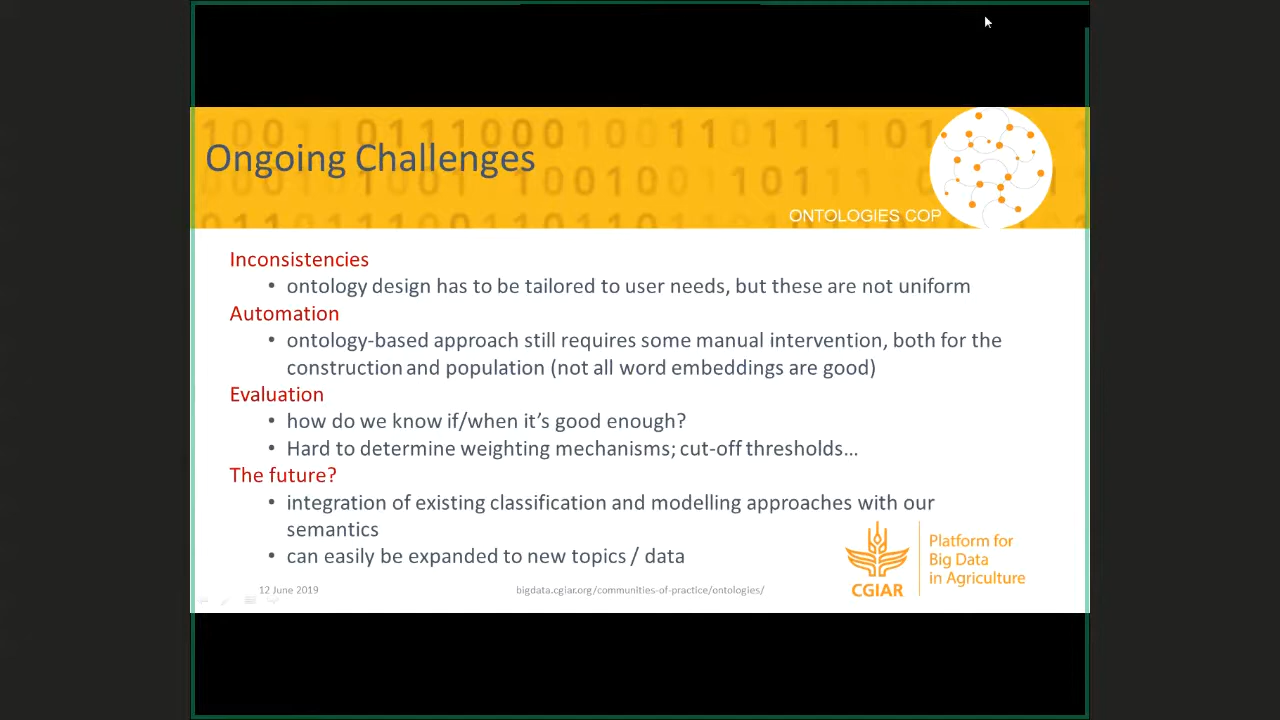 Ongoing Challenges
ONTOLOGIES COP
Inconsistencies
• ontology design has to be tailored to user needs, but these are not uniform
Automation
• ontology-based approach still requires some manual intervention, both for the
construction and population (not all word embeddings are good)
Evaluation
• how do we know if/when it’s good enough?
• Hard to determine weighting mechanisms; cut-off thresholds…
The future?
• integration of existing classification and modelling approaches with our
semantics
• can easily be expanded to new topics / data
CGIAR
Platform for
Big Data
in Agriculture
12 June 2019
bigdata.cgiar.org/communities-of-practice/ontologies/